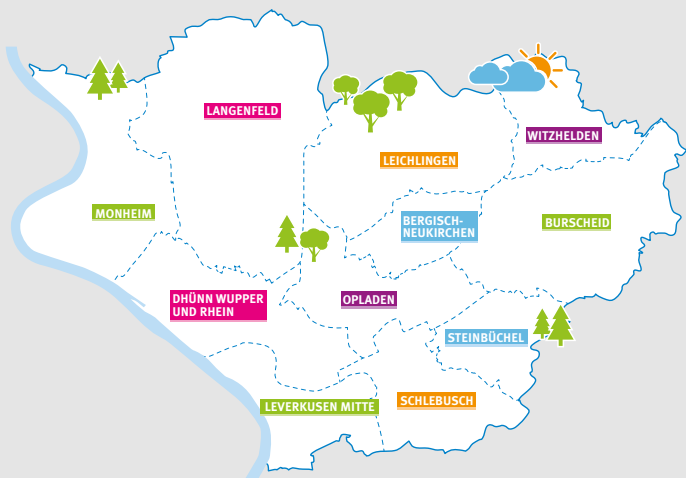 LANGENFELD
WITZHELDEN
LEICHLINGEN
MONHEIM
BERGISCH-
NEUKIRCHEN
BURSCHEID
DHÜNN WUPPER
UND RHEIN
OPLADEN
STEINBÜCHEL
LEVERKUSEN MITTE
SCHLEBUSCH